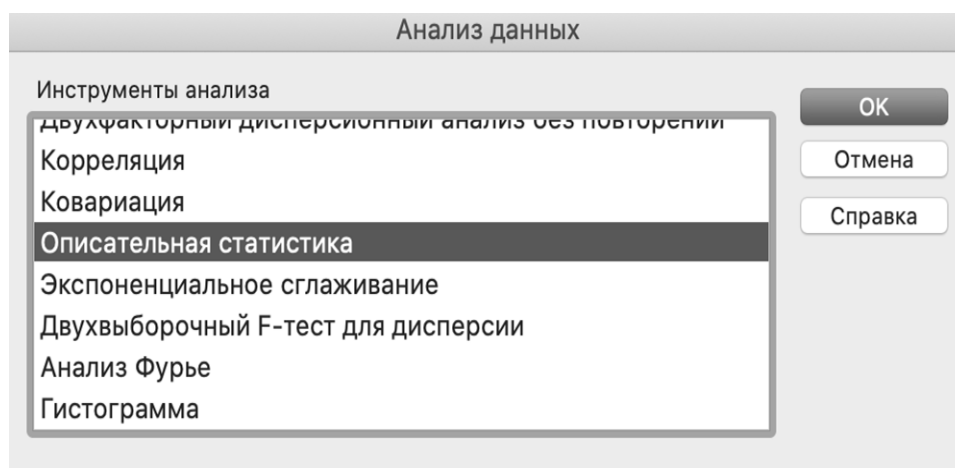 Анализ данных
Инструменты анализа
Двухфакторный дисперсионный анализ без повторений
Корреляция
Ковариация
Описательная статистика
Экспоненциальное сглаживание
Двухвыборочный F-тест для дисперсии
Анализ Фурье
Гистограмма
OK
Отмена
Справка